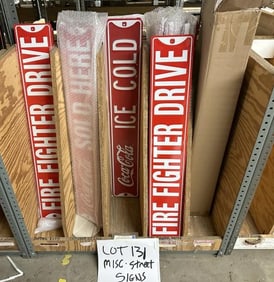 FIRE FIGHTER DRIVE
SOLD HERE
ICE COLD
Coca-Cola
FIRE FIGHTER DRIVE
LOT 131
MISC. street
SIGNS